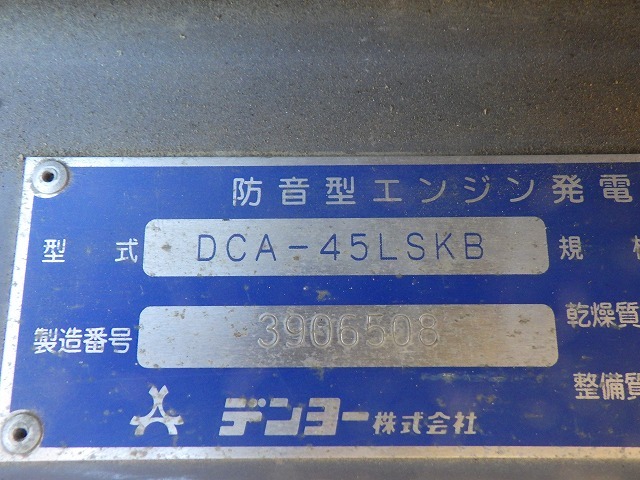 防音型エンジン発電
型式 DCA-45LSKB 規
製造番号 3906508 乾燥質
整備質
デンヨー株式会社